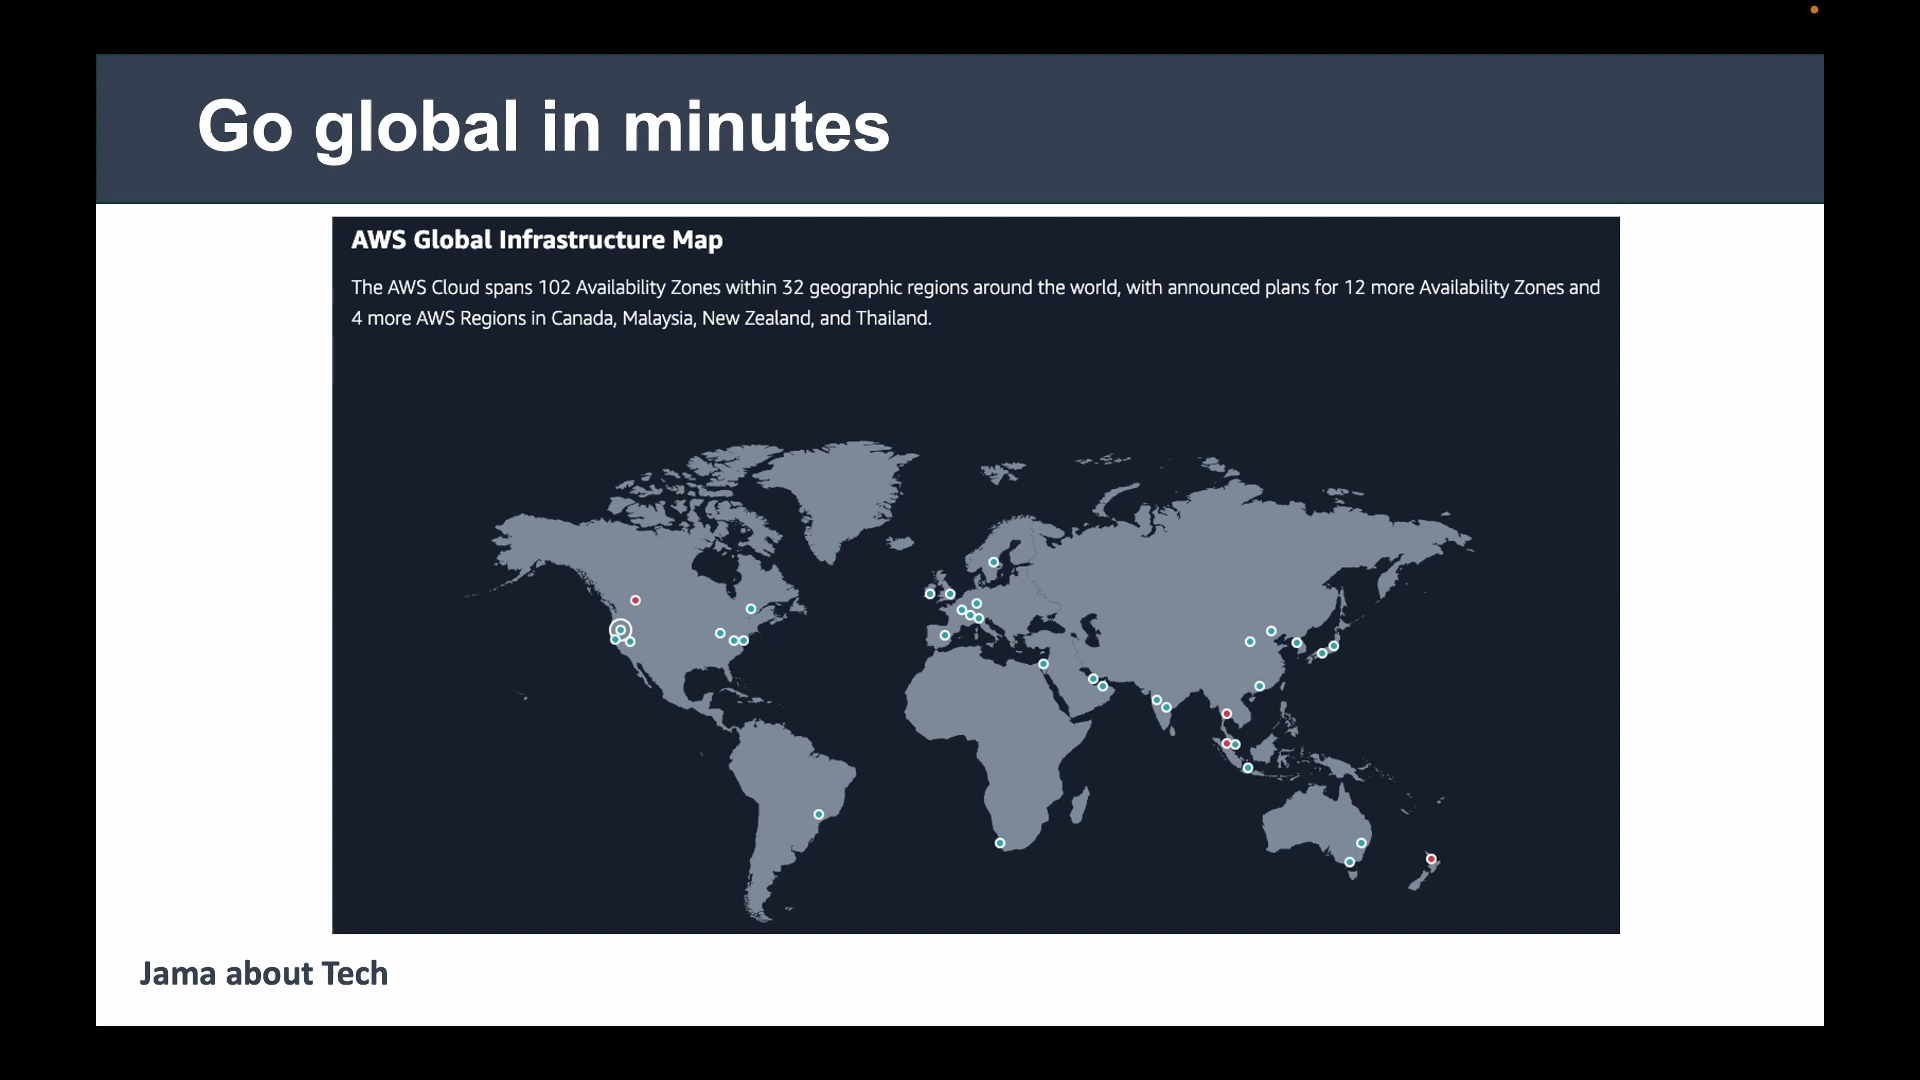 Go global in minutes
AWS Global Infrastructure Map
The AWS Cloud spans 102 Availability Zones within 32 geographic regions around the world, with announced plans for 12 more Availability Zones and
4 more AWS Regions in Canada, Malaysia, New Zealand, and Thailand.
Jama about Tech